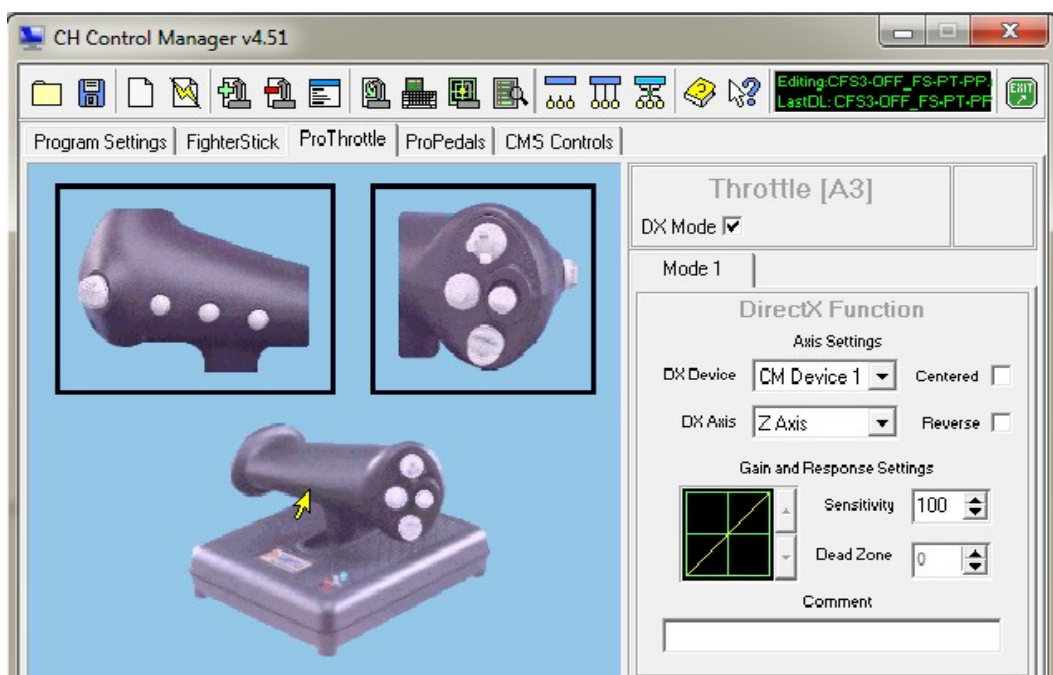 CH Control Manager v4.51
Editing:CFS3-OFF_FS-PT-PP.
LastDL: CFS3-OFF_FS-PT-PP
EXIT
Program Settings FighterStick ProThrottle ProPedals CMS Controls
Throttle [A3]
DX Mode
Mode 1
DirectX Function
Axis Settings
DX Device CM Device 1 Centered
DX Axis Z Axis Reverse
Gain and Response Settings
Sensitivity 100
Dead Zone 0
Comment